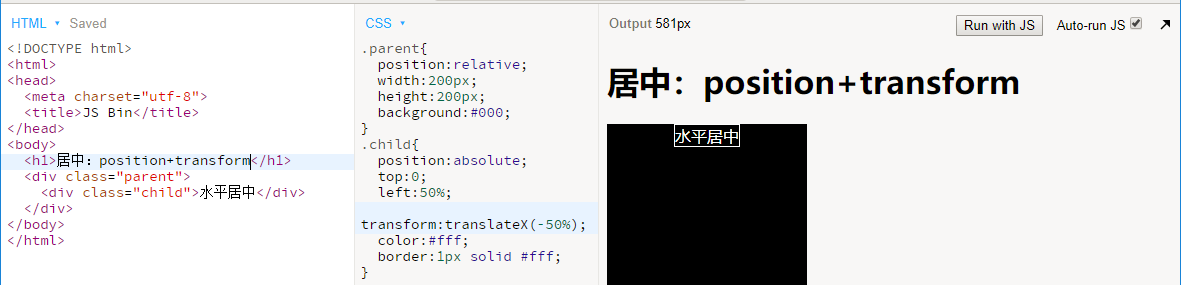 HTML ▾ Saved
<!DOCTYPE html>
<html>
<head>
<meta charset="utf-8">
<title>JS Bin</title>
</head>
<body>
<h1>居中：position+transform</h1>
<div class="parent">
<div class="child">水平居中</div>
</div>
</body>
</html>
CSS ▾
.parent{
position:relative;
width:200px;
height:200px;
background:#000;
}
.child{
position:absolute;
top:0;
left:50%;
transform:translateX(-50%);
color:#fff;
border:1px solid #fff;
}
Output 581px
Run with JS
Auto-run JS
居中：position+transform
水平居中